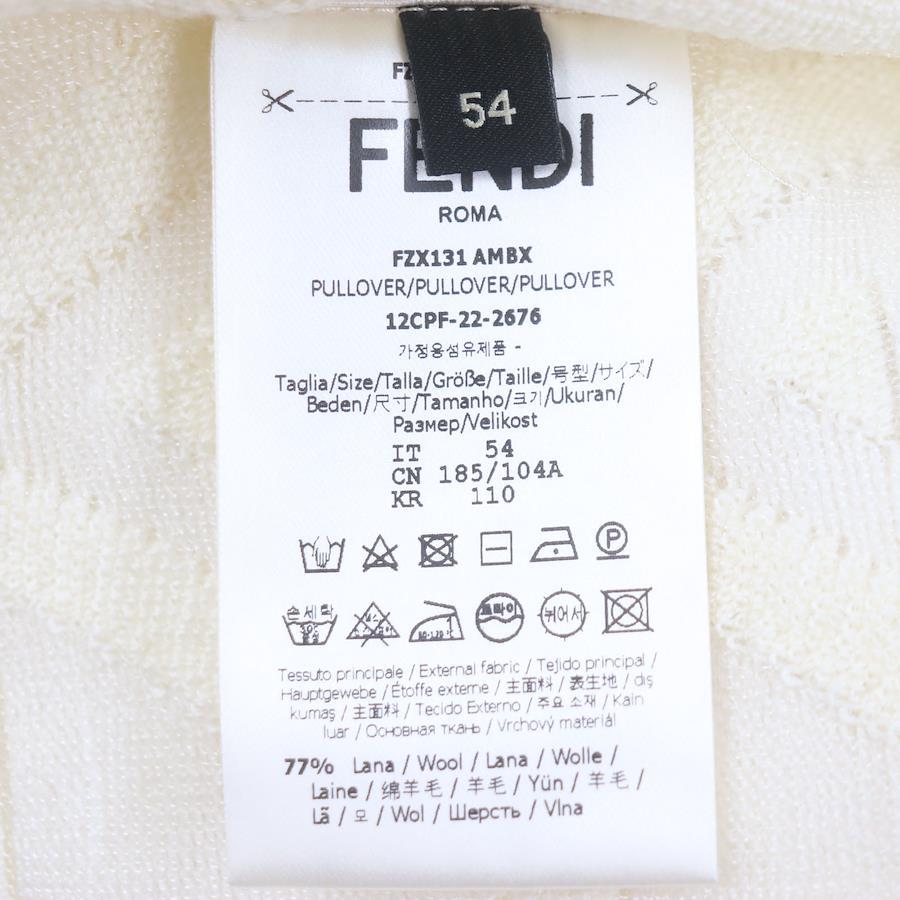 54
FENDI
ROMA
FZX131 AMBX
PULLOVER/PULLOVER/PULLOVER
12CPF-22-2676
가정용섬유제품 -
Taglia/Size/Talla/Größe/Taille/号型/サイズ/
Beden/尺寸/Tamanho/크기/Ukuran/
Размер/Velikost
IT 54
CN 185/104A
KR 110
P
손세탁
드라이
뉘어서
Tessuto principale / External fabric / Tejido principal /
Hauptgewebe / Étoffe externe / 主面料 / 表生地 / dış
kumaş / 主面料 / Tecido Externo / 주요 소재 / Kain
luar / Основная ткань / Vrchový materiál
77% Lana / Wool / Lana / Wolle /
Laine / 绵羊毛 / 羊毛 / Yün / 羊毛 /
Lã / 모 / Wol / Шерсть / Vlna